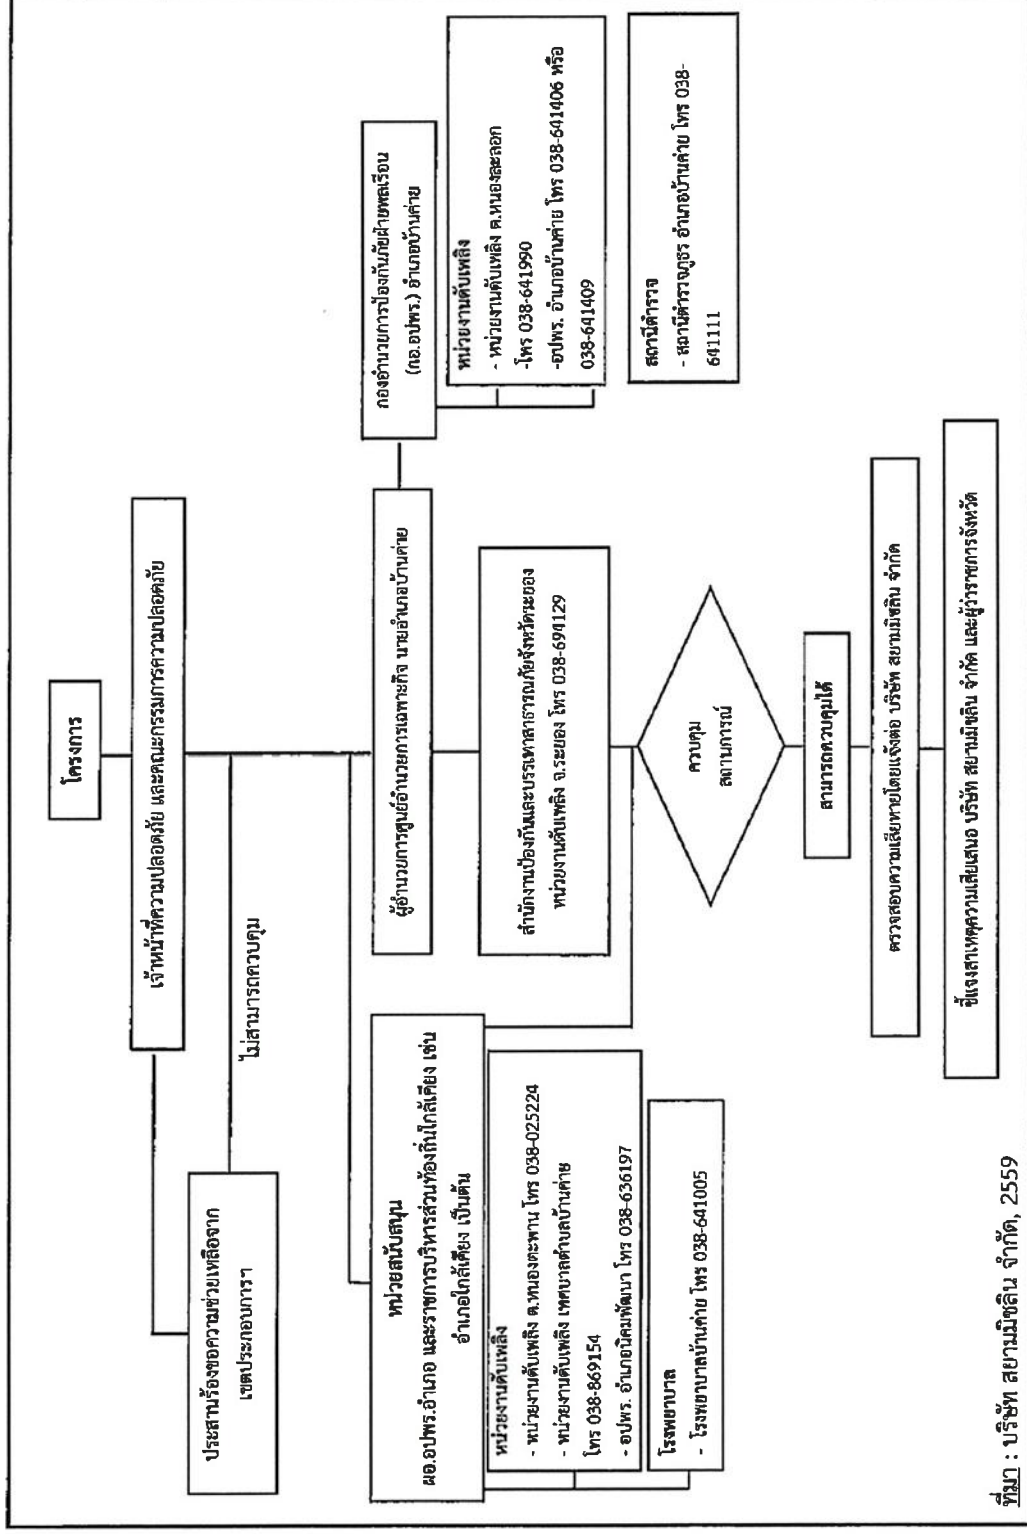 โครงการ
เจ้าหน้าที่ความปลอดภัย และคณะกรรมการความปลอดภัย
ประสานร้องขอความช่วยเหลือจาก
เขตประกอบการฯ
ไม่สามารถควบคุม
ผู้อำนวยการศูนย์อำนวยการเฉพาะกิจ นายอำเภอบ้านค่าย
กองอำนวยการป้องกันภัยฝ่ายพลเรือน
(กอ.อปพร.) อำเภอบ้านค่าย
หน่วยสนับสนุน
ผอ.อปพร.อำเภอ และราชการบริหารส่วนท้องถิ่นใกล้เคียง เช่น
อำเภอใกล้เคียง เป็นต้น
หน่วยงานดับเพลิง
- หน่วยงานดับเพลิง ต.หนองตะพาน โทร 038-025224
- หน่วยงานดับเพลิง เทศบาลตำบลบ้านค่าย
โทร 038-869154
- อปพร. อำเภอนิคมพัฒนา โทร 038-636197
โรงพยาบาล
- โรงพยาบาลบ้านค่าย โทร 038-641005
สำนักงานป้องกันและบรรเทาสาธารณภัยจังหวัดระยอง
หน่วยงานดับเพลิง จ.ระยอง โทร 038-694129
หน่วยงานดับเพลิง
- หน่วยงานดับเพลิง ต.หนองละลอก
-โทร 038-641990
-อปพร. อำเภอบ้านค่าย โทร 038-641406 หรือ
038-641409
สถานีตำรวจ
- สถานีตำรวจภูธร อำเภอบ้านค่าย โทร 038-
641111
ควบคุม
สถานการณ์
สามารถควบคุมได้
ตรวจสอบความเสียหายโดยแจ้งต่อ บริษัท สยามมิชลิน จำกัด
ชี้แจงสาเหตุความเสียเสนอ บริษัท สยามมิชลิน จำกัด และผู้ว่าราชการจังหวัด
ที่มา : บริษัท สยามมิชลิน จำกัด, 2559